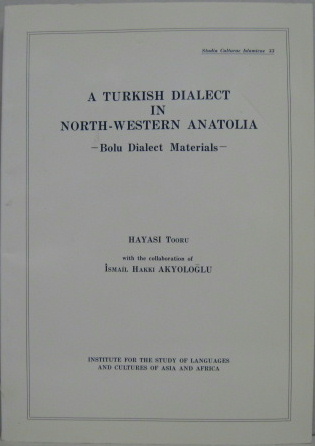 Studia Culturae Islamicae 33
A TURKISH DIALECT
IN
NORTH-WESTERN ANATOLIA
—Bolu Dialect Materials—
HAYASI TOORU
with the collaboration of
İSMAİL HAKKI AKYOLOĞLU
INSTITUTE FOR THE STUDY OF LANGUAGES
AND CULTURES OF ASIA AND AFRICA